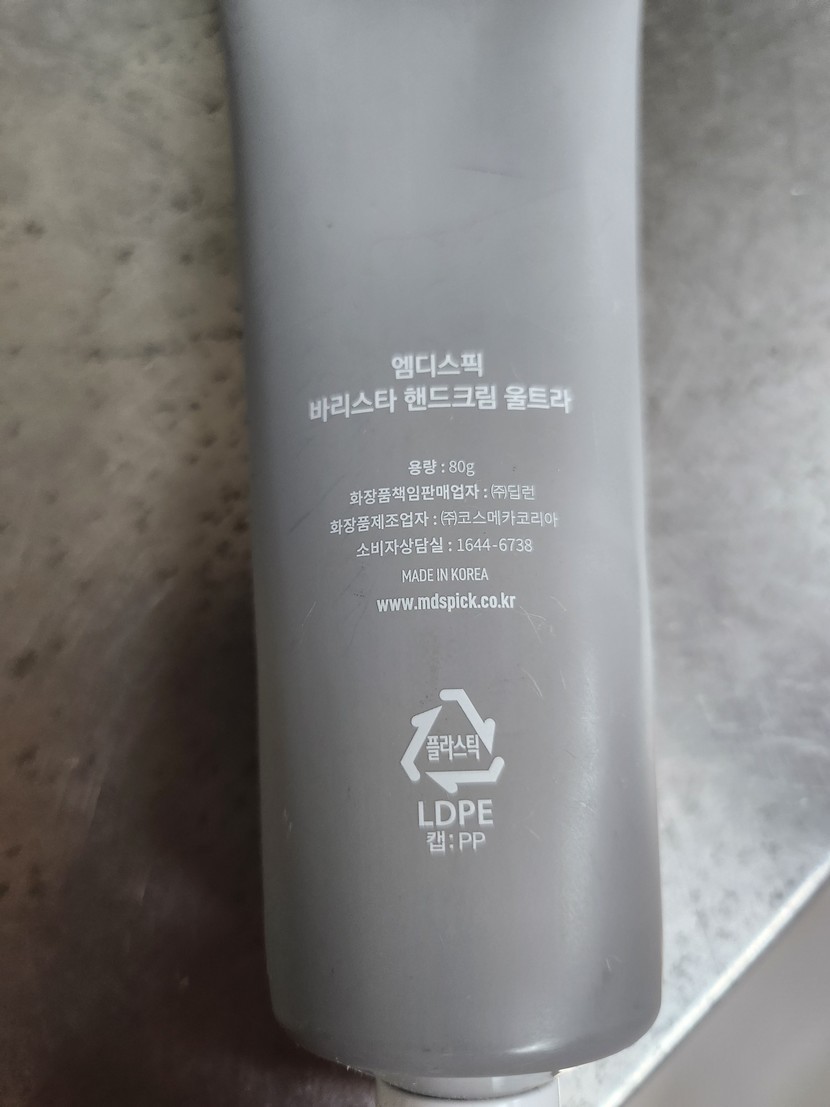 엠디스픽
바리스타 핸드크림 울트라
용량 : 80g
화장품책임판매업자 : ㈜딥런
화장품제조업자 : ㈜코스메카코리아
소비자상담실 : 1644-6738
MADE IN KOREA
www.mdspick.co.kr
플라스틱
LDPE
캡 : PP